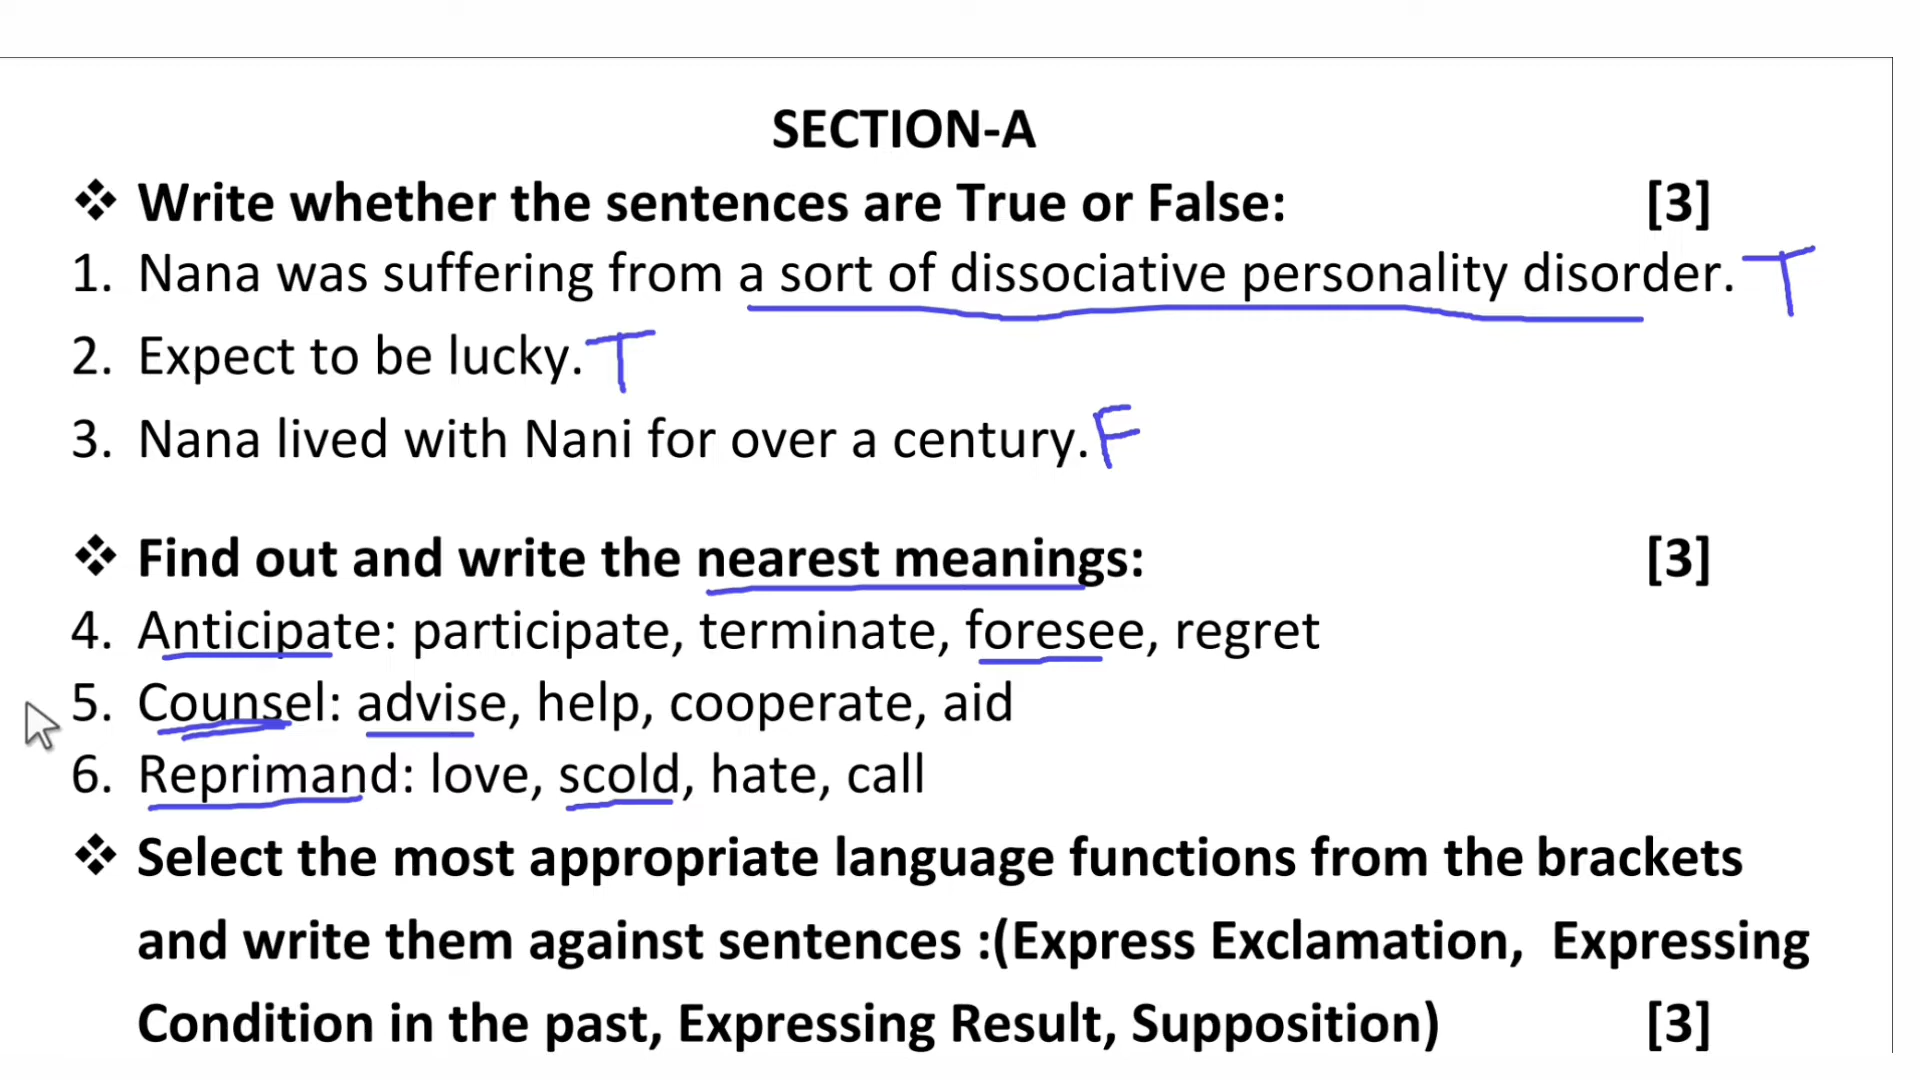 SECTION-A
❖ Write whether the sentences are True or False: [3]
1. Nana was suffering from a sort of dissociative personality disorder. T
2. Expect to be lucky. T
3. Nana lived with Nani for over a century. F
❖ Find out and write the nearest meanings: [3]
4. Anticipate: participate, terminate, foresee, regret
5. Counsel: advise, help, cooperate, aid
6. Reprimand: love, scold, hate, call
❖ Select the most appropriate language functions from the brackets
and write them against sentences :(Express Exclamation, Expressing
Condition in the past, Expressing Result, Supposition) [3]